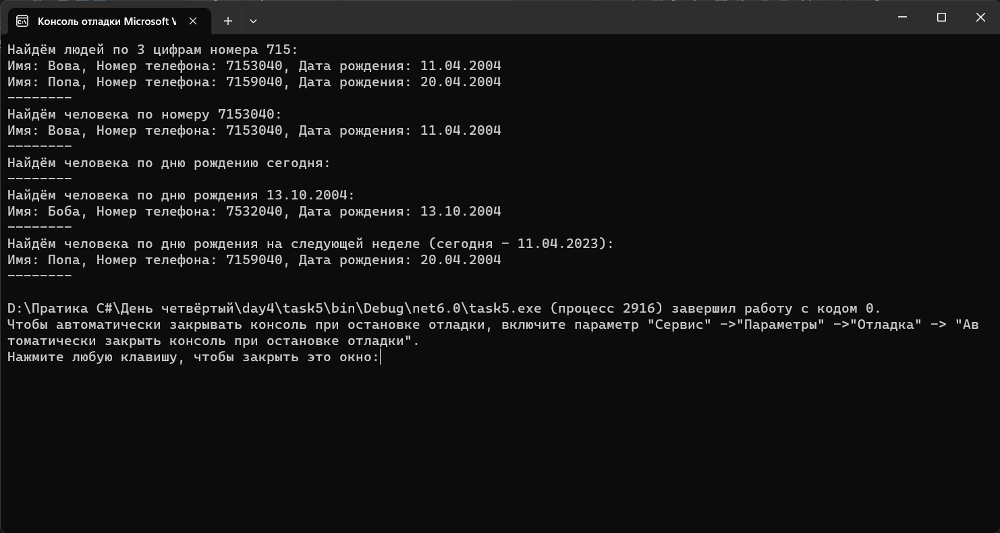 Консоль отладки Microsoft V
Найдём людей по 3 цифрам номера 715:
Имя: Вова, Номер телефона: 7153040, Дата рождения: 11.04.2004
Имя: Попа, Номер телефона: 7159040, Дата рождения: 20.04.2004
--------
Найдём человека по номеру 7153040:
Имя: Вова, Номер телефона: 7153040, Дата рождения: 11.04.2004
--------
Найдём человека по дню рождению сегодня:
--------
Найдём человека по дню рождения 13.10.2004:
Имя: Боба, Номер телефона: 7532040, Дата рождения: 13.10.2004
--------
Найдём человека по дню рождения на следующей неделе (сегодня - 11.04.2023):
Имя: Попа, Номер телефона: 7159040, Дата рождения: 20.04.2004
--------
D:\Пратика C#\День четвёртый\day4\task5\bin\Debug\net6.0\task5.exe (процесс 2916) завершил работу с кодом 0.
Чтобы автоматически закрывать консоль при остановке отладки, включите параметр "Сервис" ->"Параметры" ->"Отладка" -> "Ав
томатически закрыть консоль при остановке отладки".
Нажмите любую клавишу, чтобы закрыть это окно: